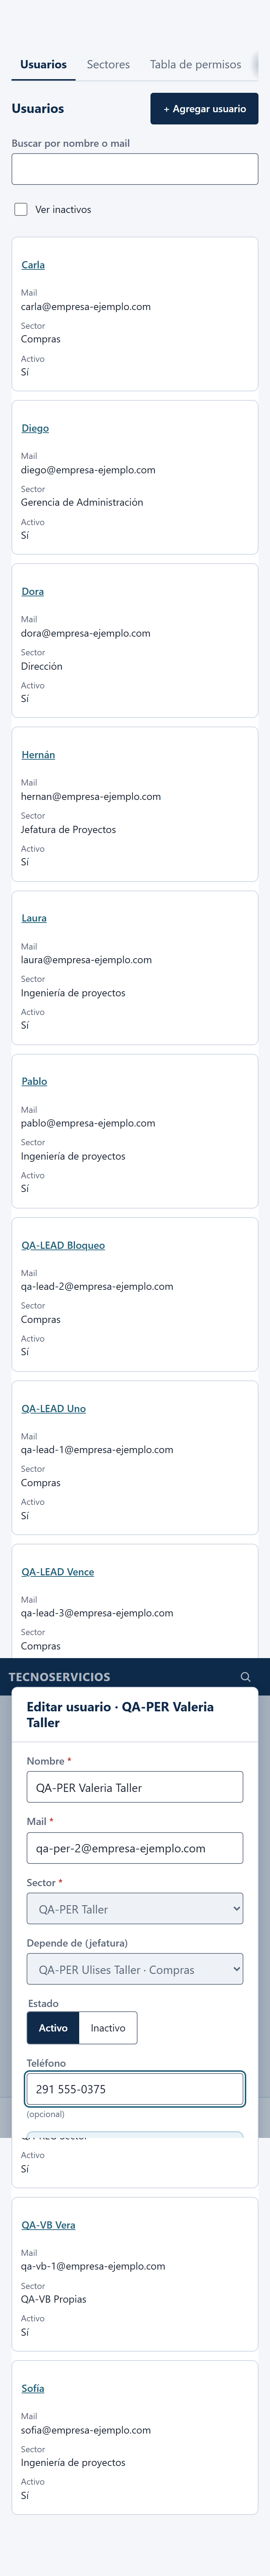 Usuarios
Sectores
Tabla de permisos
Usuarios
+ Agregar usuario
Buscar por nombre o mail
Ver inactivos
Carla
Mail
carla@empresa-ejemplo.com
Sector
Compras
Activo
Sí
Diego
Mail
diego@empresa-ejemplo.com
Sector
Gerencia de Administración
Activo
Sí
Dora
Mail
dora@empresa-ejemplo.com
Sector
Dirección
Activo
Sí
Hernán
Mail
hernan@empresa-ejemplo.com
Sector
Jefatura de Proyectos
Activo
Sí
Laura
Mail
laura@empresa-ejemplo.com
Sector
Ingeniería de proyectos
Activo
Sí
Pablo
Mail
pablo@empresa-ejemplo.com
Sector
Ingeniería de proyectos
Activo
Sí
QA-LEAD Bloqueo
Mail
qa-lead-2@empresa-ejemplo.com
Sector
Compras
Activo
Sí
QA-LEAD Uno
Mail
qa-lead-1@empresa-ejemplo.com
Sector
Compras
Activo
Sí
QA-LEAD Vence
Mail
qa-lead-3@empresa-ejemplo.com
Sector
Compras
TECNOSERVICIOS
Editar usuario · QA-PER Valeria
Taller
Nombre *
QA-PER Valeria Taller
Mail *
qa-per-2@empresa-ejemplo.com
Sector *
QA-PER Taller
Depende de (jefatura)
QA-PER Ulises Taller · Compras
Estado
Activo
Inactivo
Teléfono
291 555-0375
(opcional)
Activo
Sí
QA-VB Vera
Mail
qa-vb-1@empresa-ejemplo.com
Sector
QA-VB Propias
Activo
Sí
Sofía
Mail
sofia@empresa-ejemplo.com
Sector
Ingeniería de proyectos
Activo
Sí